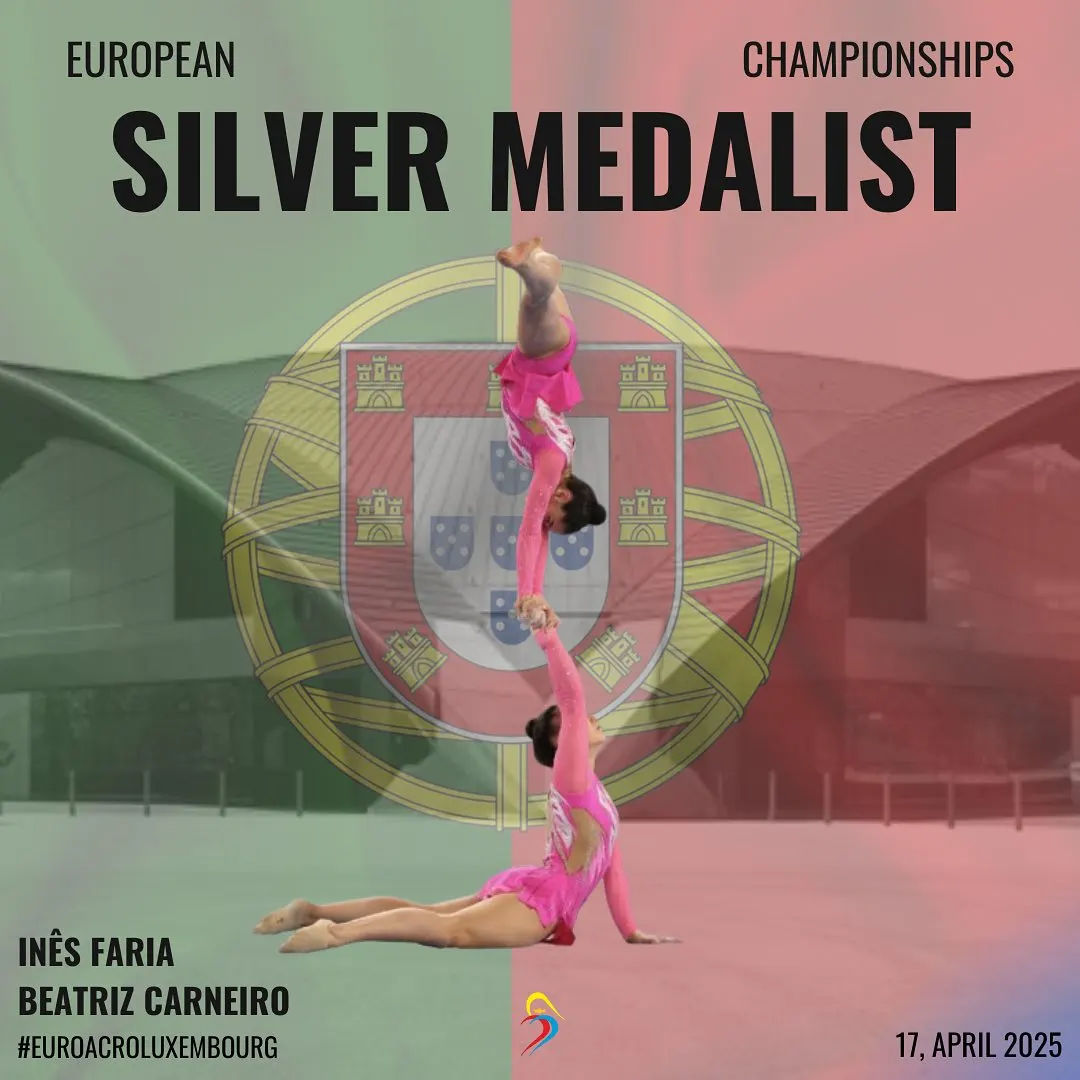 EUROPEAN CHAMPIONSHIPS
SILVER MEDALIST
INÊS FARIA
BEATRIZ CARNEIRO
#EUROACROLUXEMBOURG
17, APRIL 2025